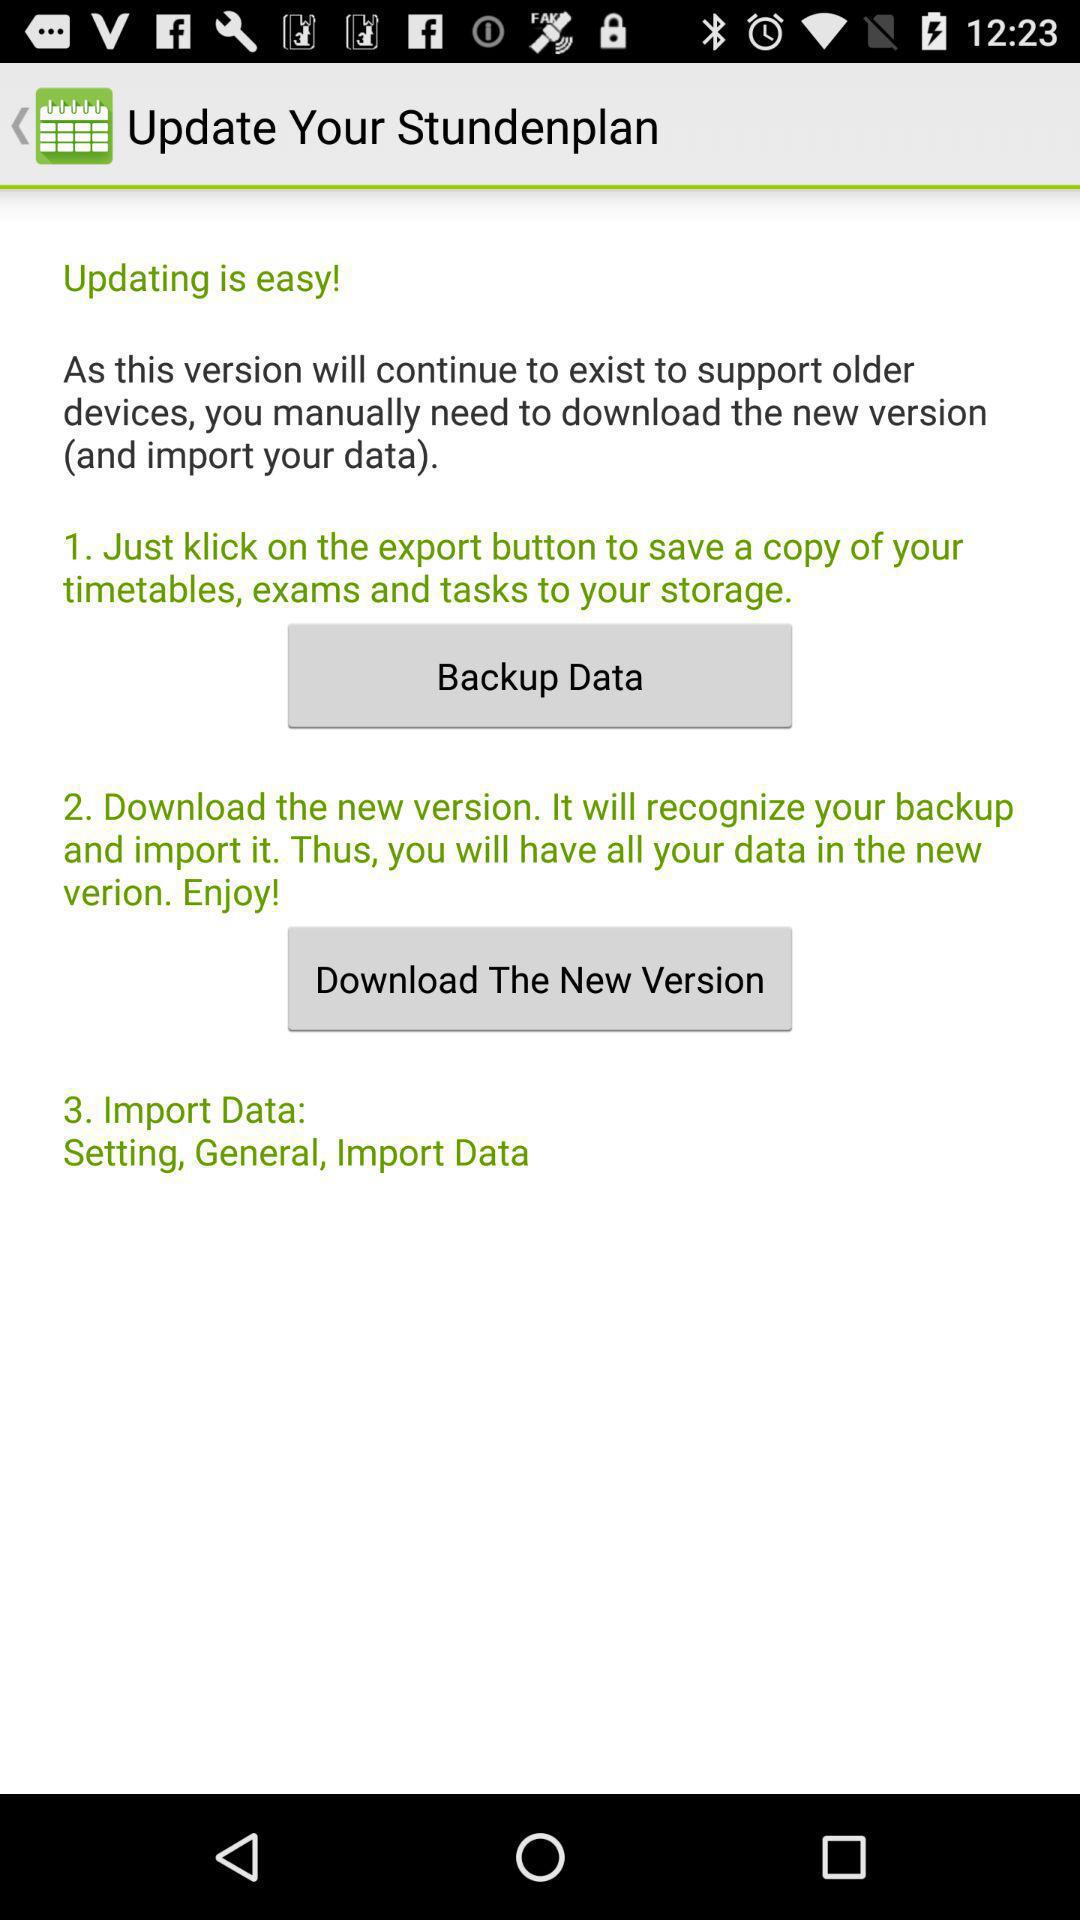 FAKE
12:23
Update Your Stundenplan
Updating is easy!
As this version will continue to exist to support older
devices, you manually need to download the new version
(and import your data).
1. Just klick on the export button to save a copy of your
timetables, exams and tasks to your storage.
Backup Data
2. Download the new version. It will recognize your backup
and import it. Thus, you will have all your data in the new
verion. Enjoy!
Download The New Version
3. Import Data:
Setting, General, Import Data